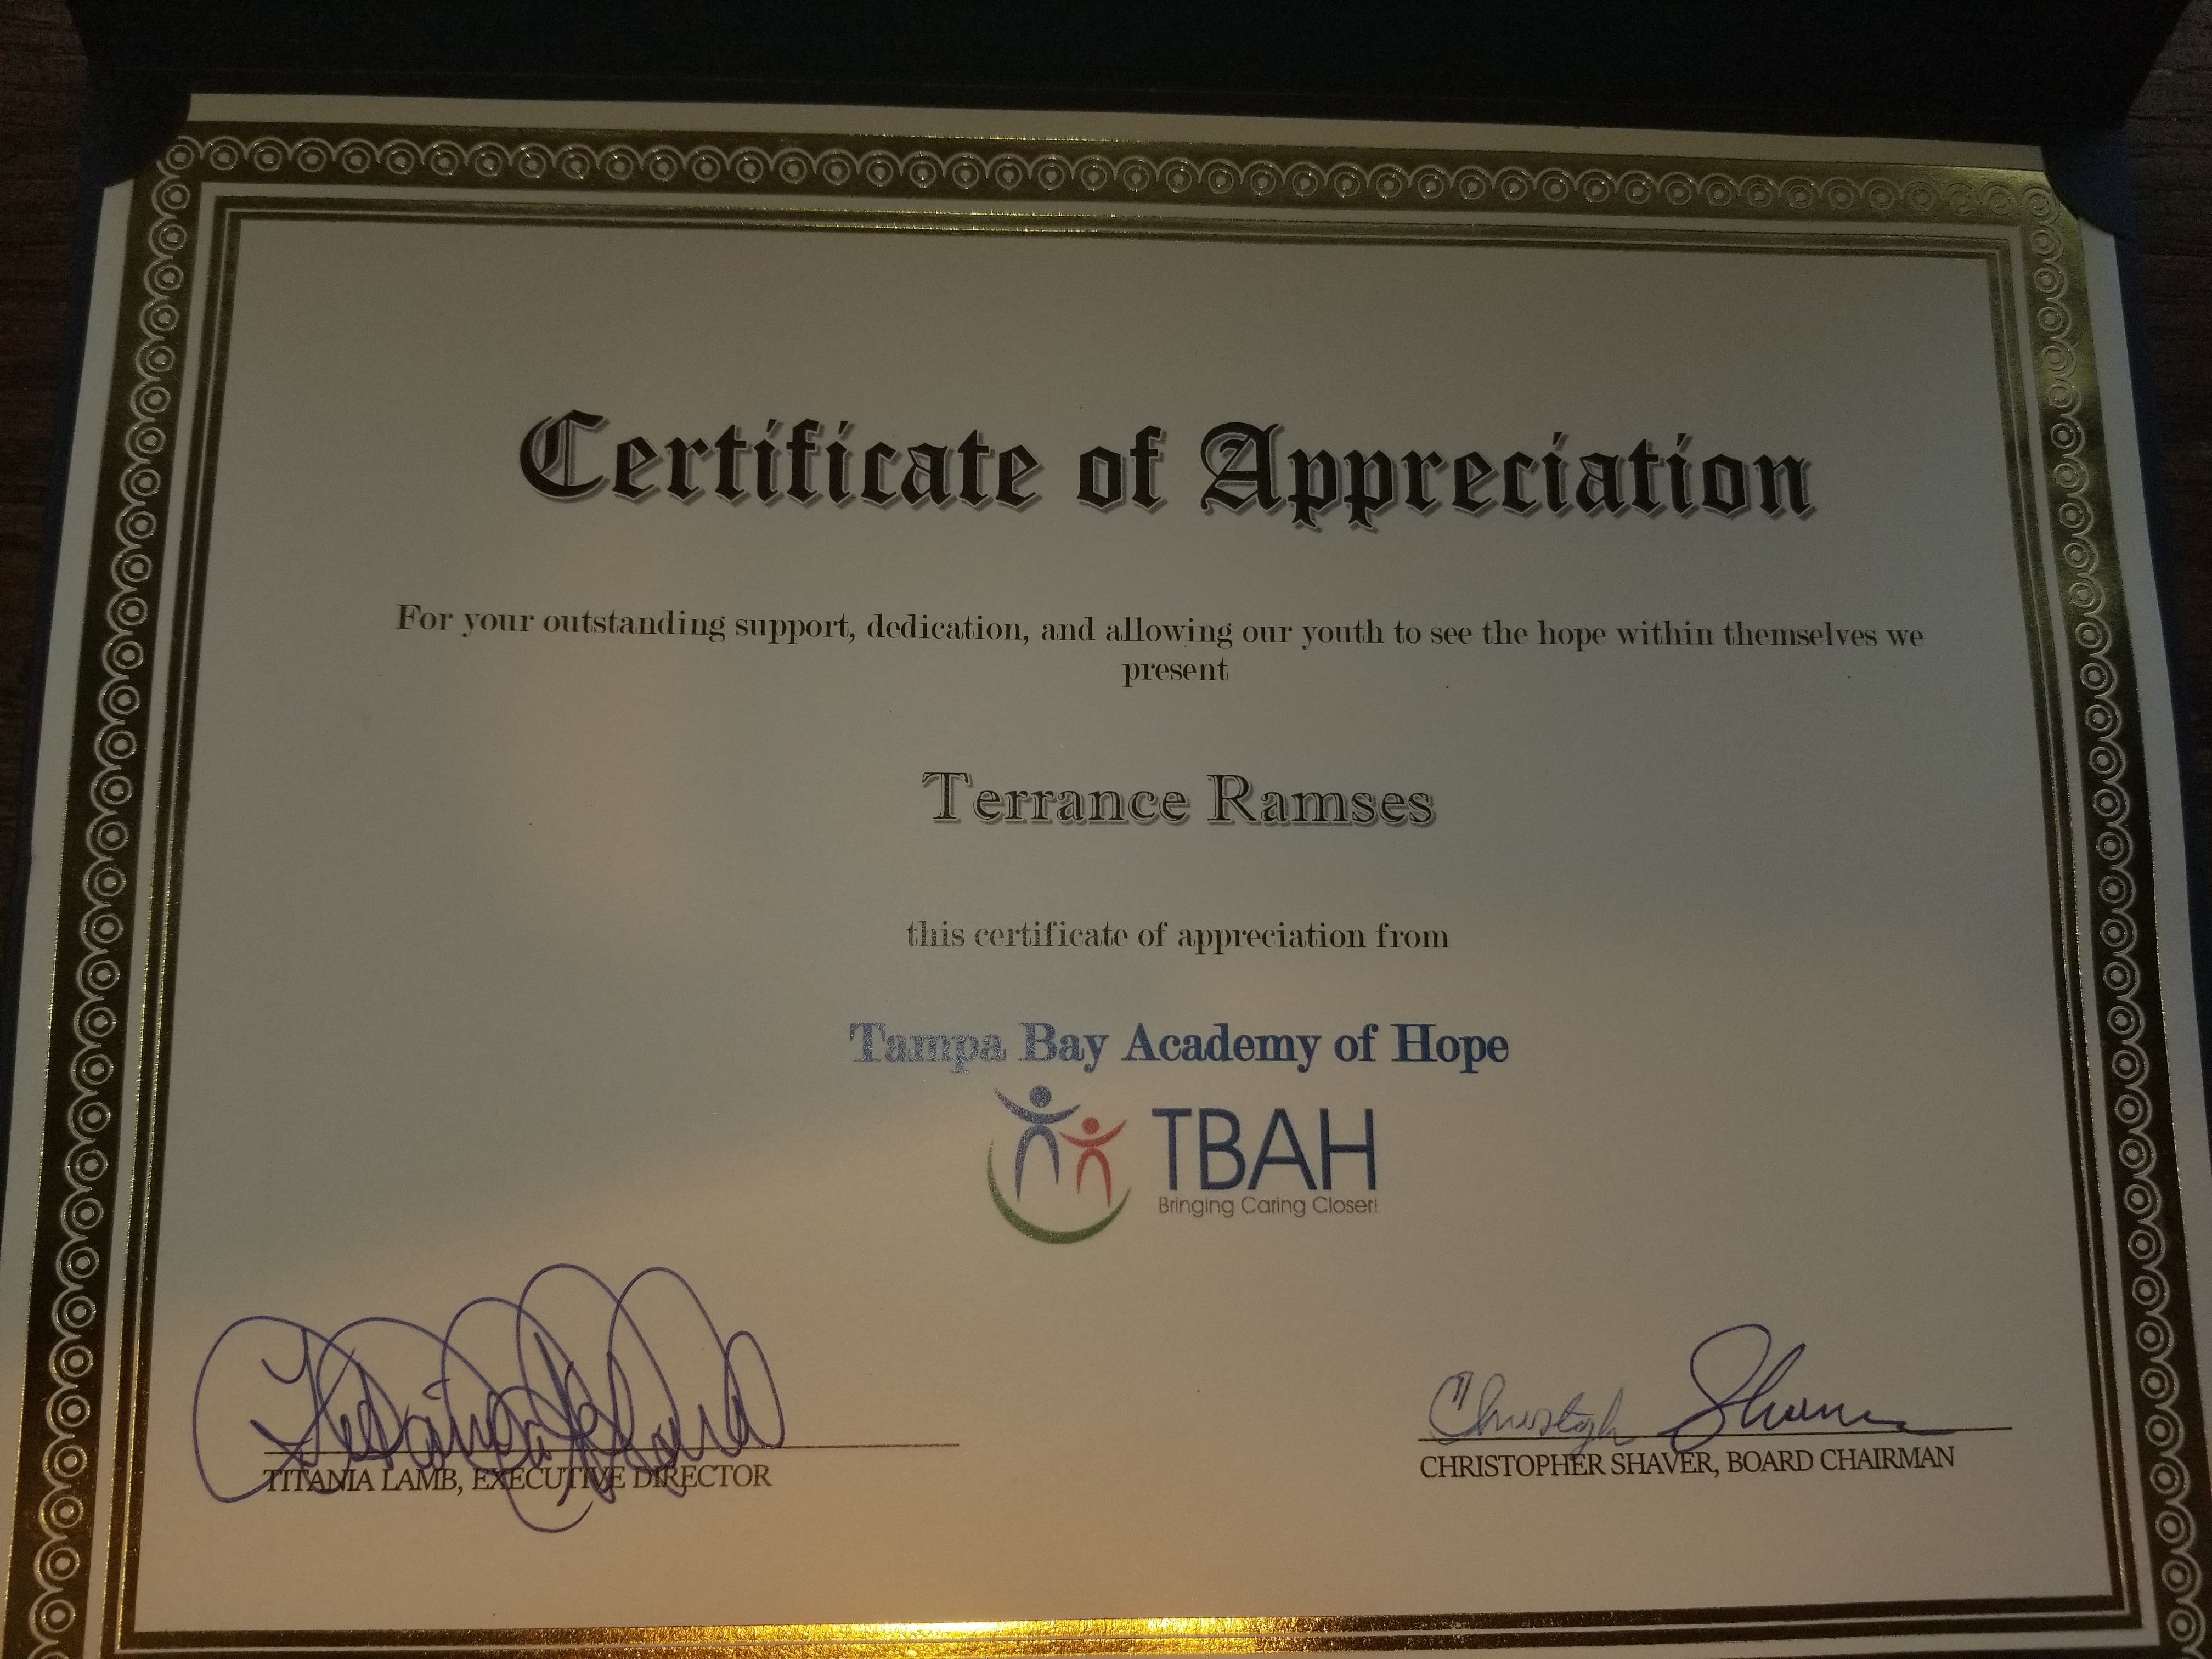 Certificate of Appreciation
For your outstanding support, dedication, and allowing our youth to see the hope within themselves we
present
Terrance Ramses
this certificate of appreciation from
Tampa Bay Academy of Hope
TBAH
Bringing Caring Closer!
Christoph Shaver
TITANIA LAMB, EXECUTIVE DIRECTOR
CHRISTOPHER SHAVER, BOARD CHAIRMAN